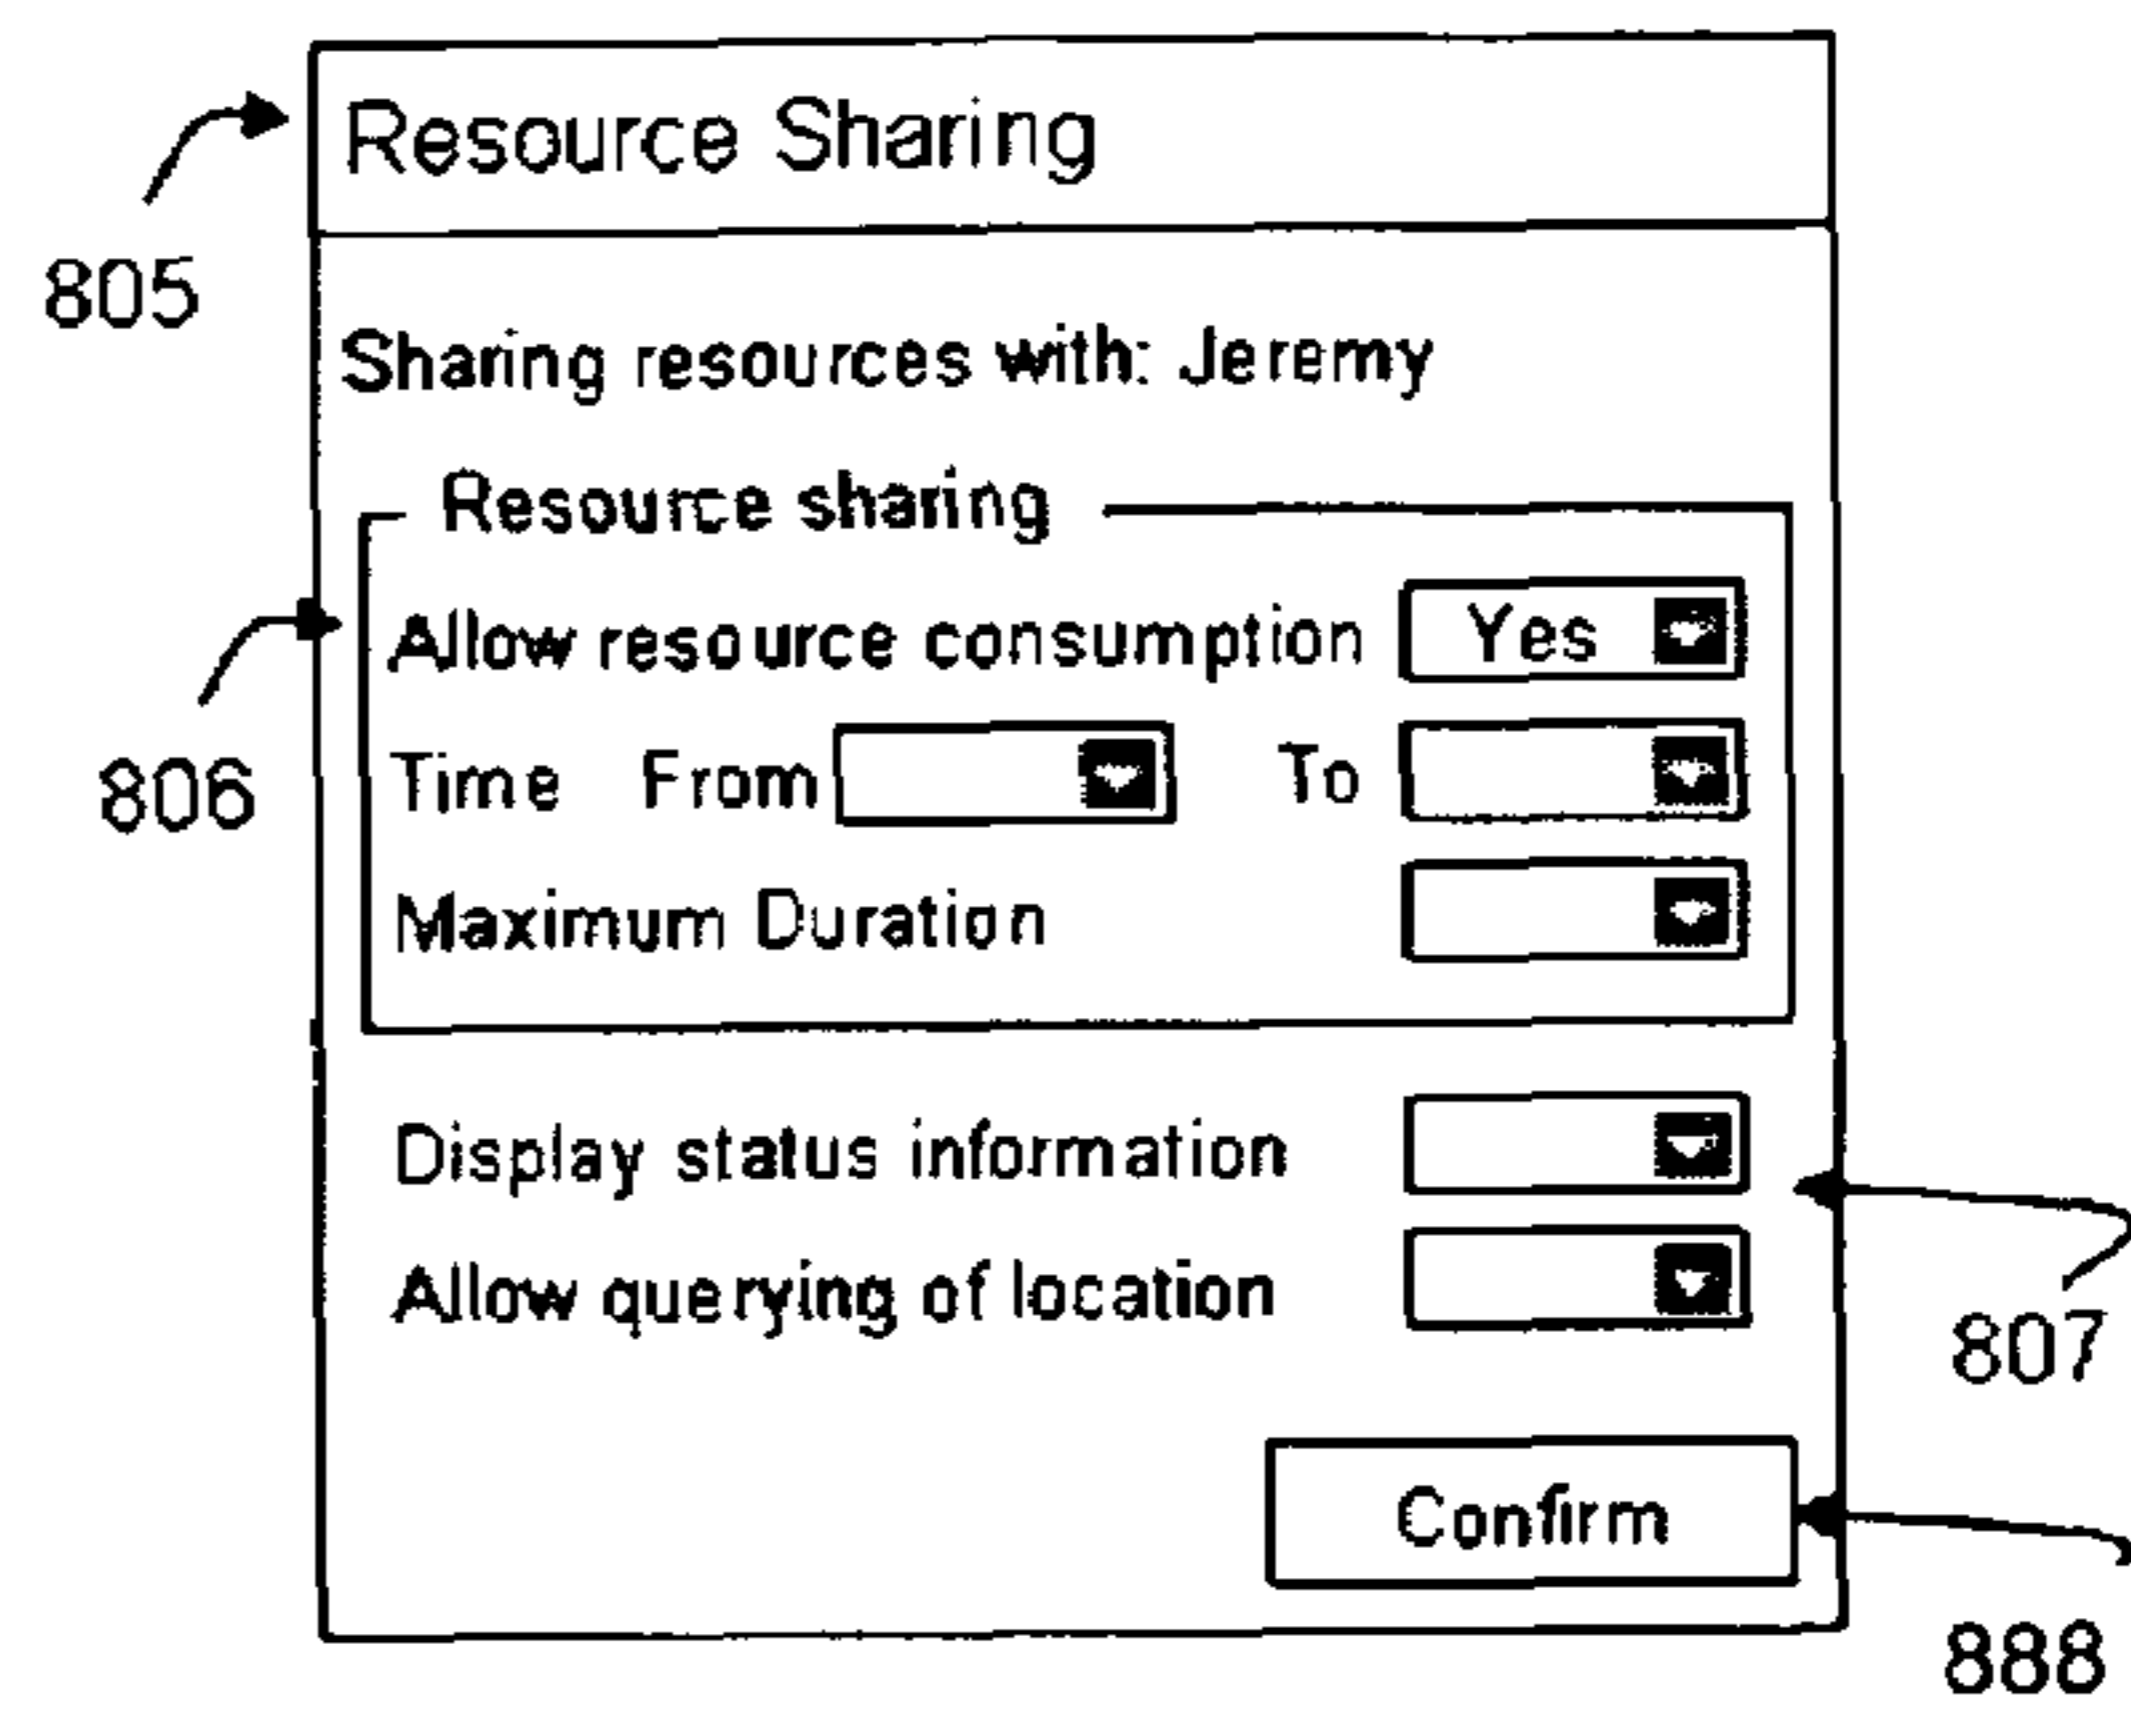 Resource Sharing
805
Sharing resources with: Jeremy
Resource sharing
Allow resource consumption Yes
806
Time From To
Maximum Duration
Display status information
Allow querying of location
807
Confirm
888